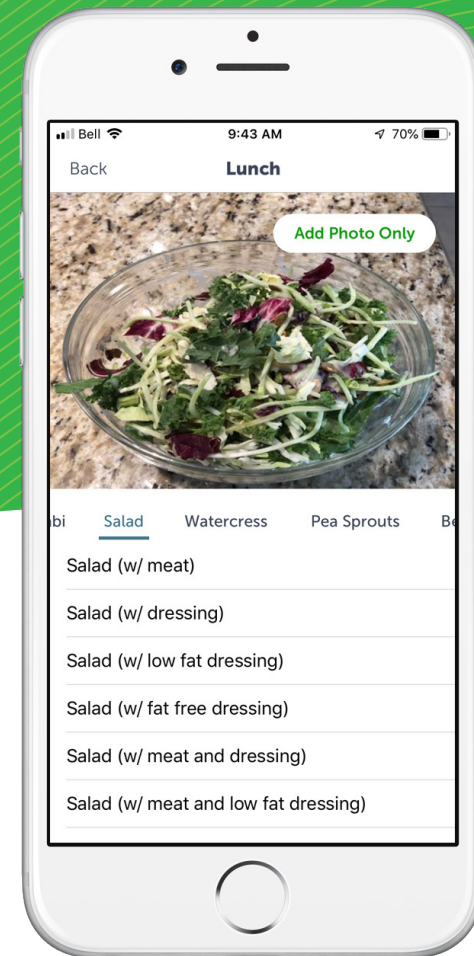 Bell 9:43 AM 70%
Back Lunch
Add Photo Only
bi Salad Watercress Pea Sprouts Be
Salad (w/ meat)
Salad (w/ dressing)
Salad (w/ low fat dressing)
Salad (w/ fat free dressing)
Salad (w/ meat and dressing)
Salad (w/ meat and low fat dressing)